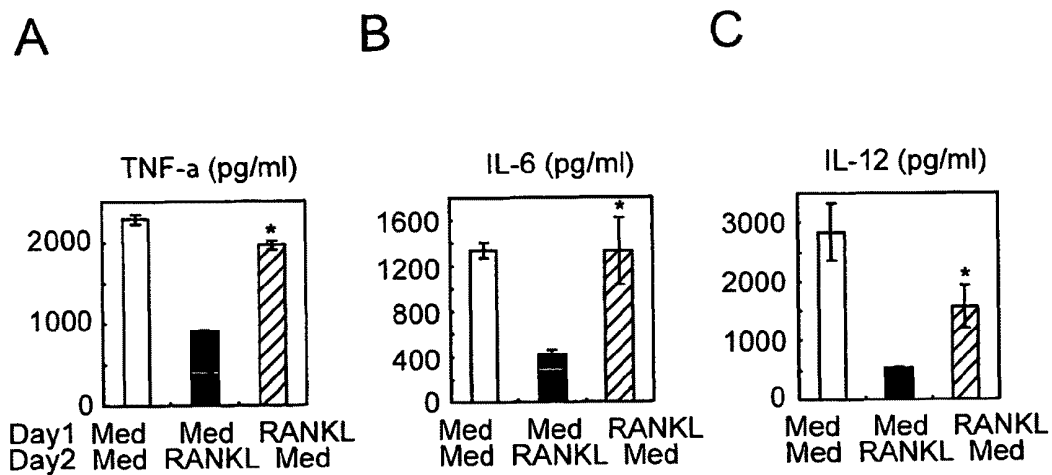 A
B
C
TNF-a (pg/ml)
2000
1000
0
*
Day1 Med Med RANKL
Day2 Med RANKL Med
IL-6 (pg/ml)
1600
1200
800
400
0
*
Med Med RANKL
Med RANKL Med
IL-12 (pg/ml)
3000
2000
1000
0
*
Med Med RANKL
Med RANKL Med